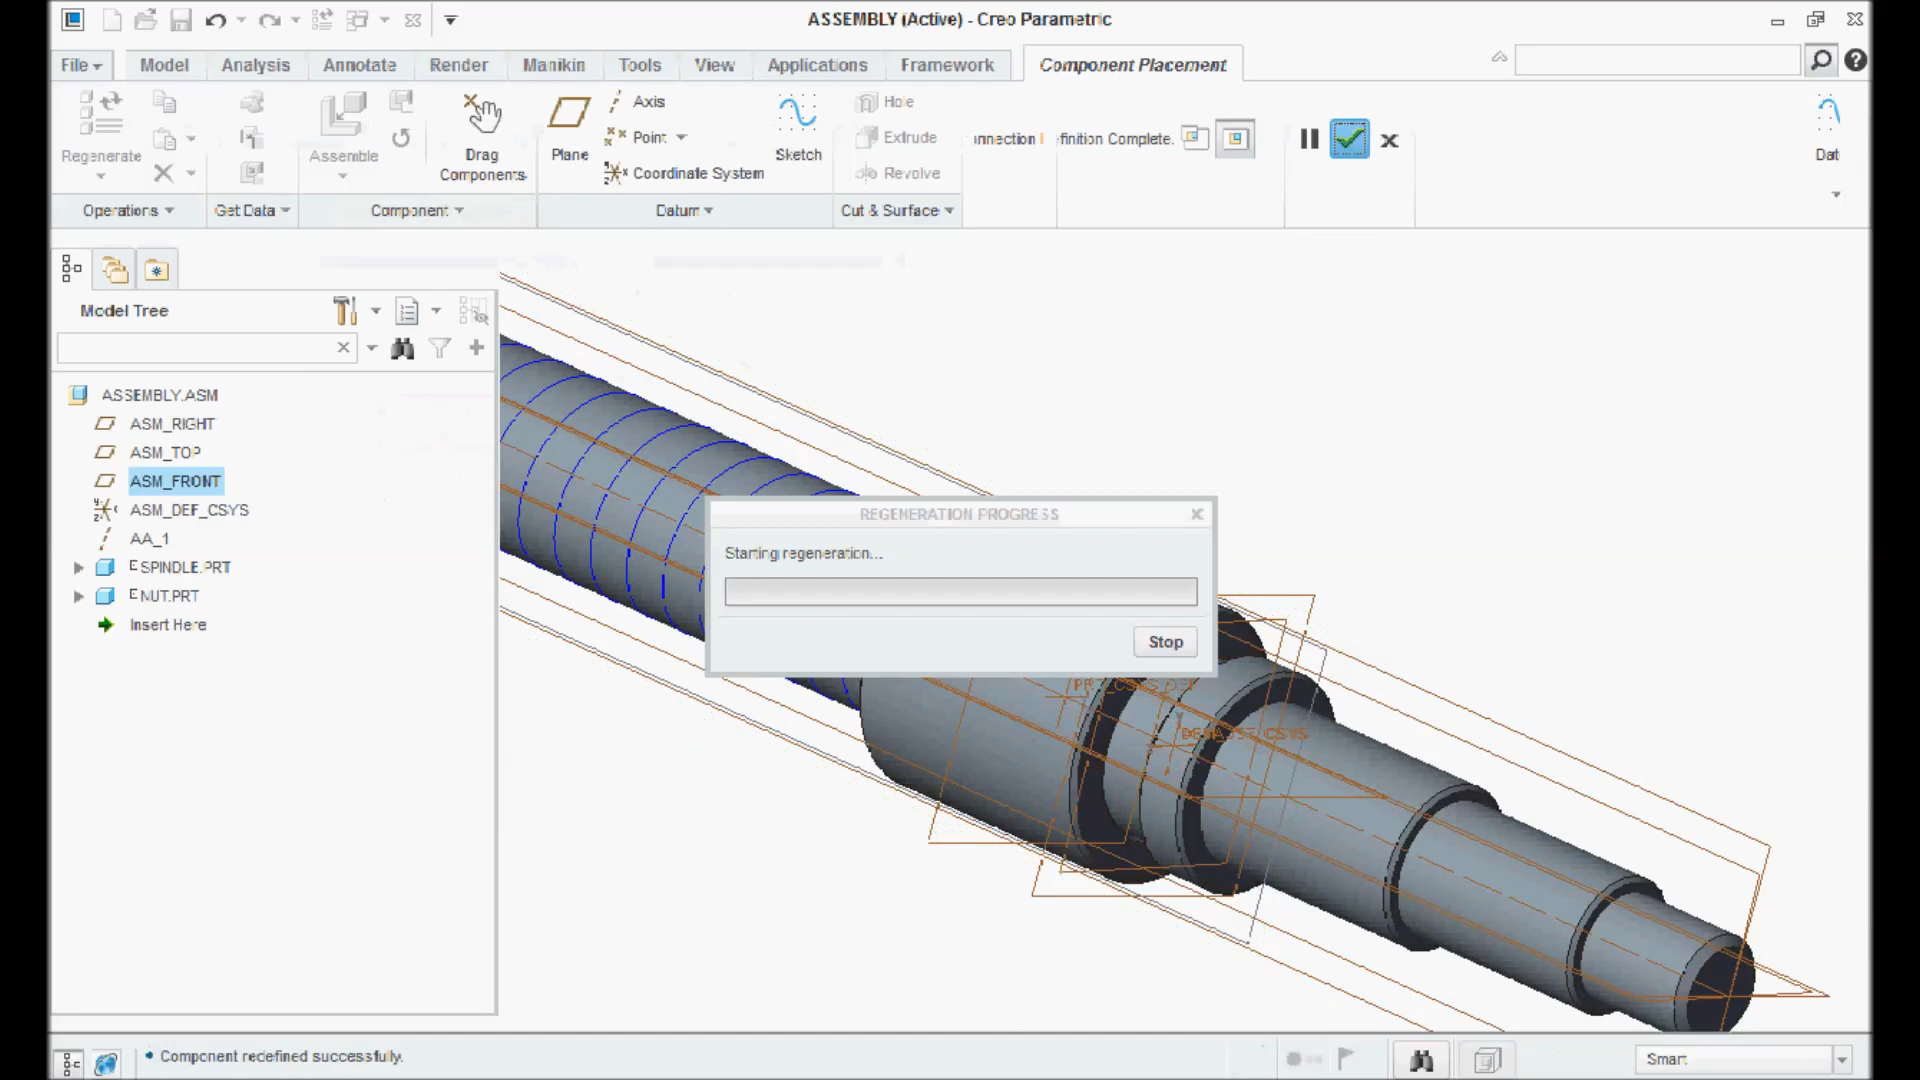 ASSEMBLY (Active) - Creo Parametric
File Model Analysis Annotate Render Manikin Tools View Applications Framework Component Placement
Regenerate
Assemble
Drag
Components
Plane
Axis
Point
Coordinate System
Sketch
Hole
Extrude
Revolve
finition Complete.
Dat
Operations Get Data Component Datum Cut & Surface
Model Tree
ASSEMBLY.ASM
ASM_RIGHT
ASM_TOP
ASM_FRONT
ASM_DEF_CSYS
AA_1
SPINDLE.PRT
NUT.PRT
Insert Here
REGENERATION PROGRESS
Starting regeneration...
Stop
Component redefined successfully.
Smart